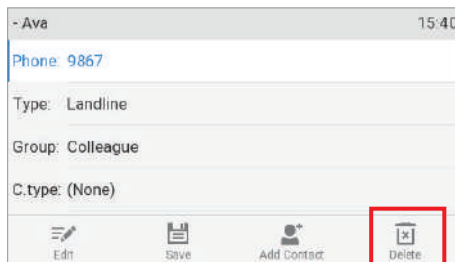 - Ava 15:40
Phone: 9867
Type: Landline
Group: Colleague
C.type: (None)
Edit Save Add Contact Delete